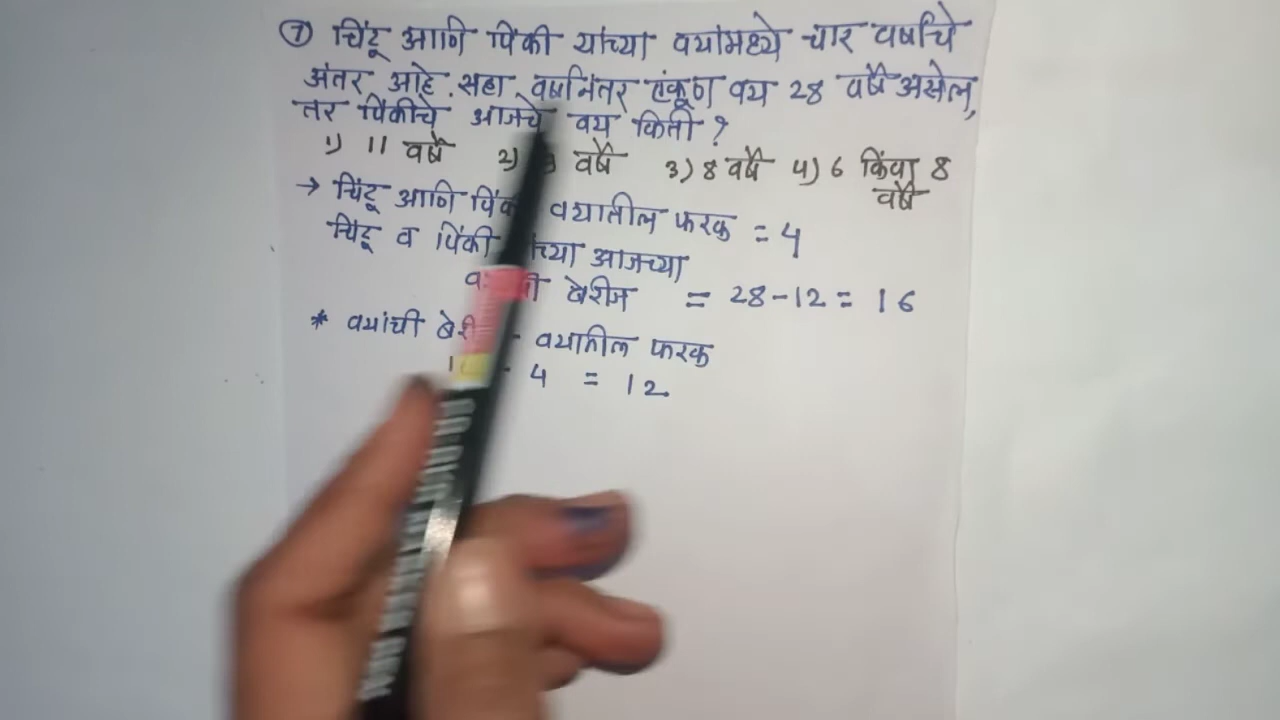 7 चिंटू आणि पिंकी यांच्या वयांमध्ये चार वर्षांचे
अंतर आहे. सहा वर्षांनंतर एकूण वय 28 वर्षे असेल,
तर पिंकीचे आजचे वय किती ?
1) 11 वर्षे 2) वर्षे 3) 8 वर्षे 4) 6 किंवा 8
वर्षे
→ चिंटू आणि वयातील फरक = 4
चिंटू व पिंकी आजच्या
बेरीज = 28-12 = 16
* वयांची - वयातील फरक
- 4 = 12